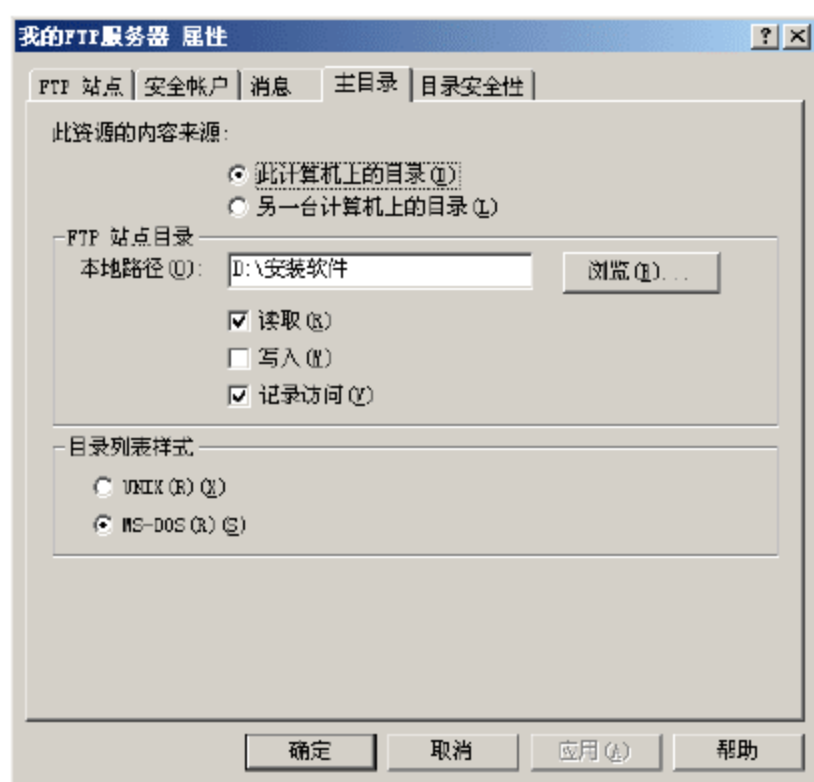 我的FTP服务器 属性
FTP 站点 安全帐户 消息 主目录 目录安全性
此资源的内容来源:
此计算机上的目录(D)
另一台计算机上的目录(L)
FTP 站点目录
本地路径(O): D:\安装软件 浏览(R)...
读取(R)
写入(W)
记录访问(V)
目录列表样式
UNIX(R)(X)
MS-DOS(R)(S)
确定 取消 应用(A) 帮助